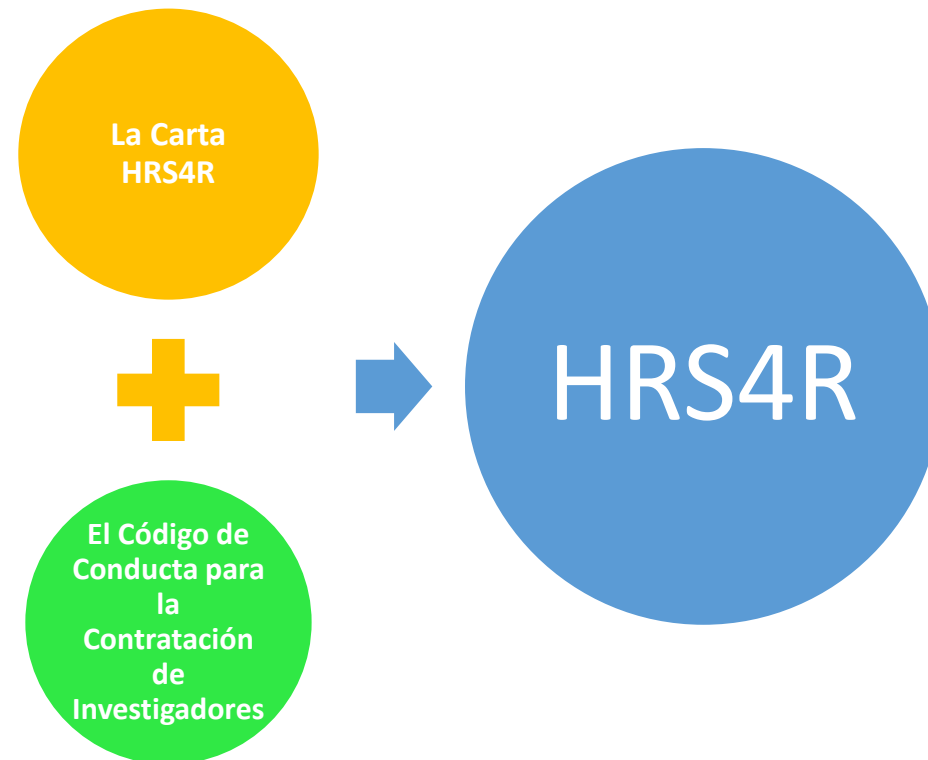 La Carta
HRS4R
El Código de
Conducta para
la
Contratación
de
Investigadores
HRS4R